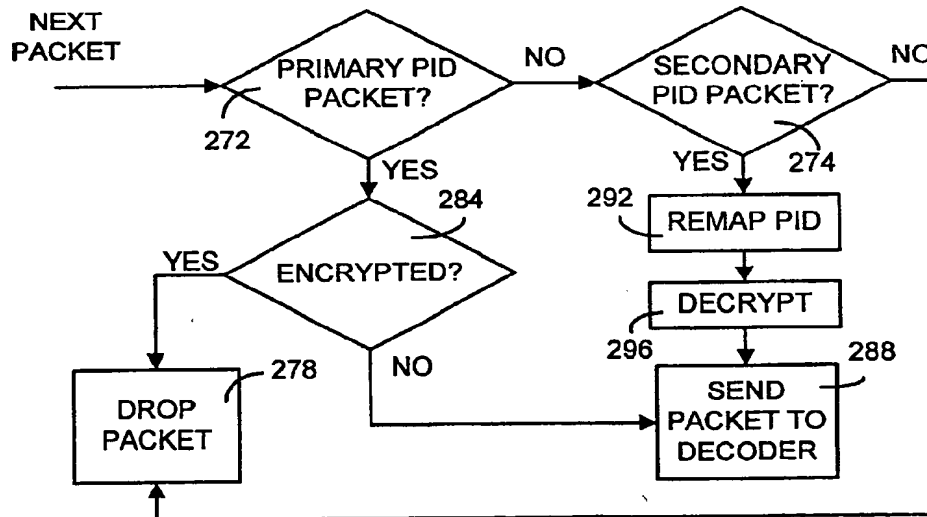 NEXT
PACKET
PRIMARY PID
PACKET?
272
NO
SECONDARY
PID PACKET?
274
NO
YES
YES
284
ENCRYPTED?
YES
NO
292
REMAP PID
DECRYPT
296
278
DROP
PACKET
288
SEND
PACKET TO
DECODER